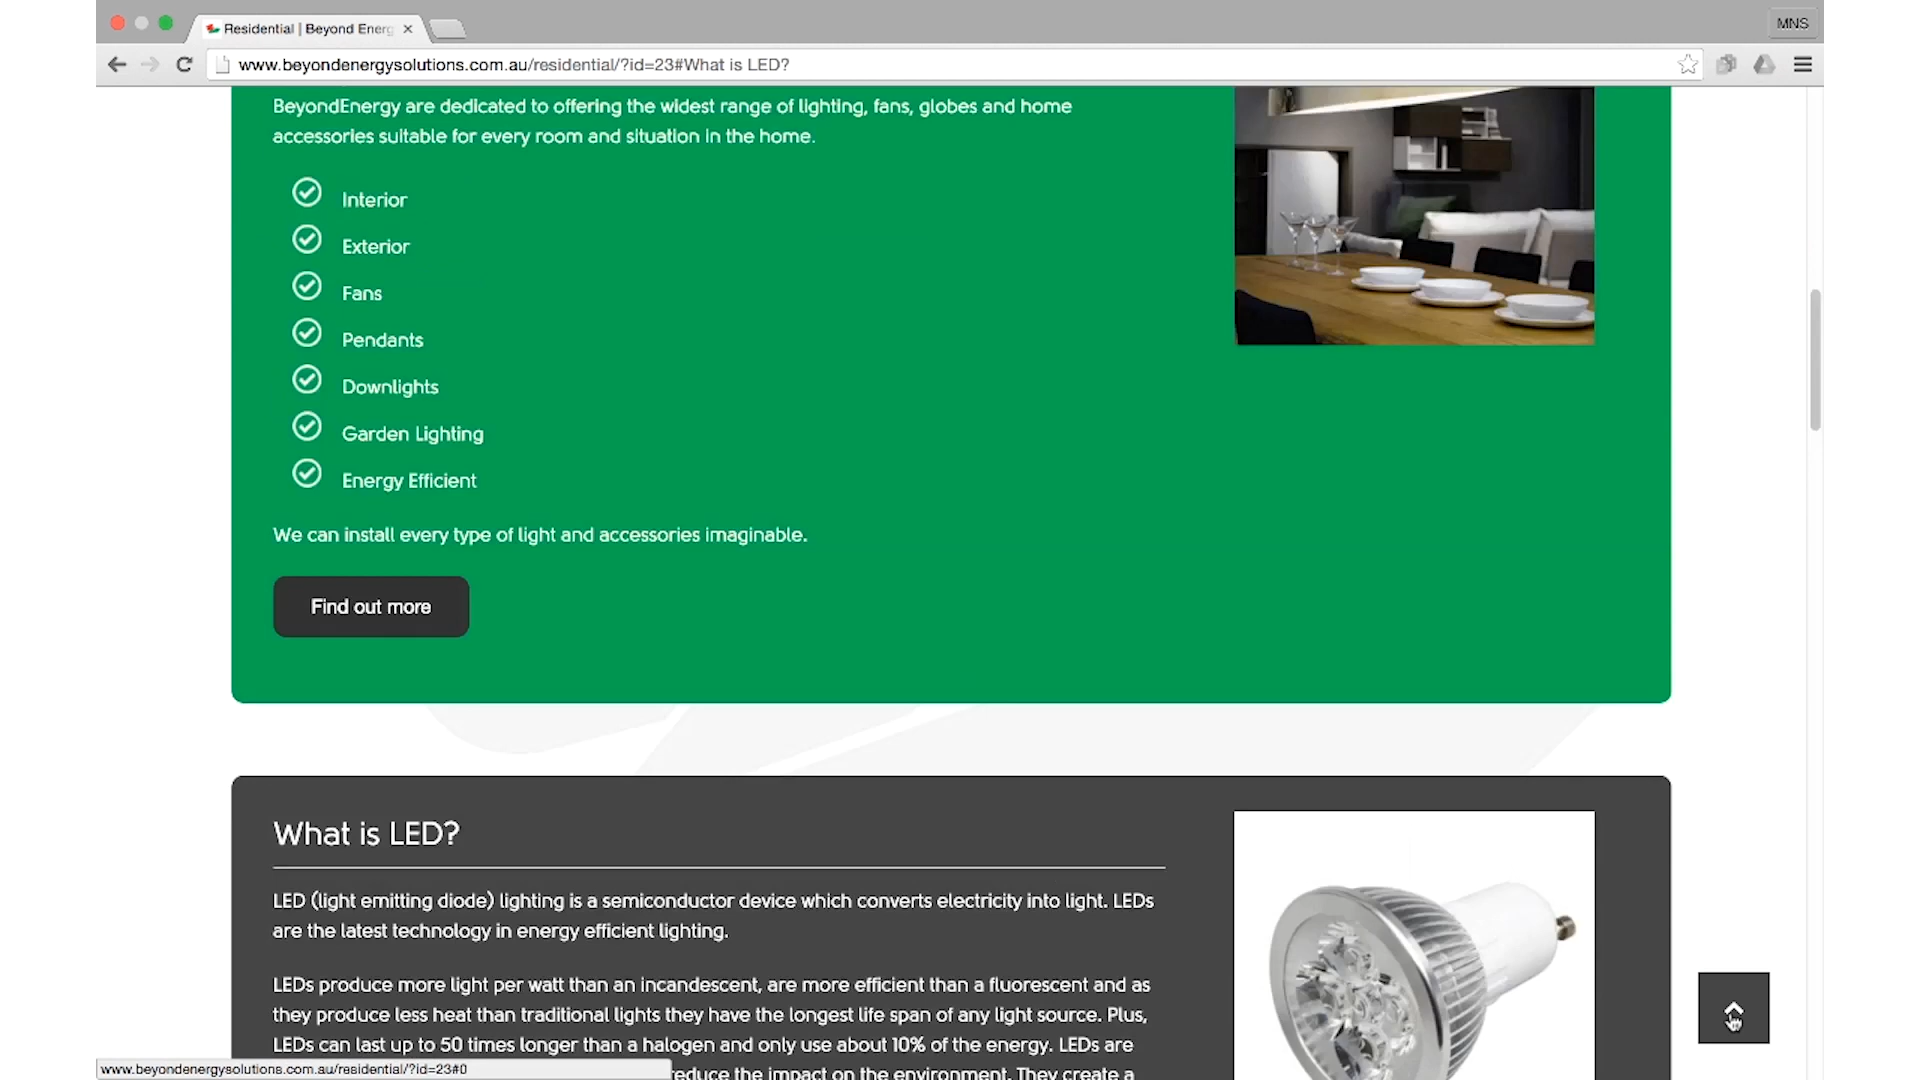 Residential | Beyond Energ
MNS
www.beyondenergysolutions.com.au/residential/?id=23#What is LED?
BeyondEnergy are dedicated to offering the widest range of lighting, fans, globes and home
accessories suitable for every room and situation in the home.
Interior
Exterior
Fans
Pendants
Downlights
Garden Lighting
Energy Efficient
We can install every type of light and accessories imaginable.
Find out more
What is LED?
LED (light emitting diode) lighting is a semiconductor device which converts electricity into light. LEDs
are the latest technology in energy efficient lighting.
LEDs produce more light per watt than an incandescent, are more efficient than a fluorescent and as
they produce less heat than traditional lights they have the longest life span of any light source. Plus,
LEDs can last up to 50 times longer than a halogen and only use about 10% of the energy. LEDs are
reduce the impact on the environment. They create a
www.beyondenergysolutions.com.au/residential/?id=23#0